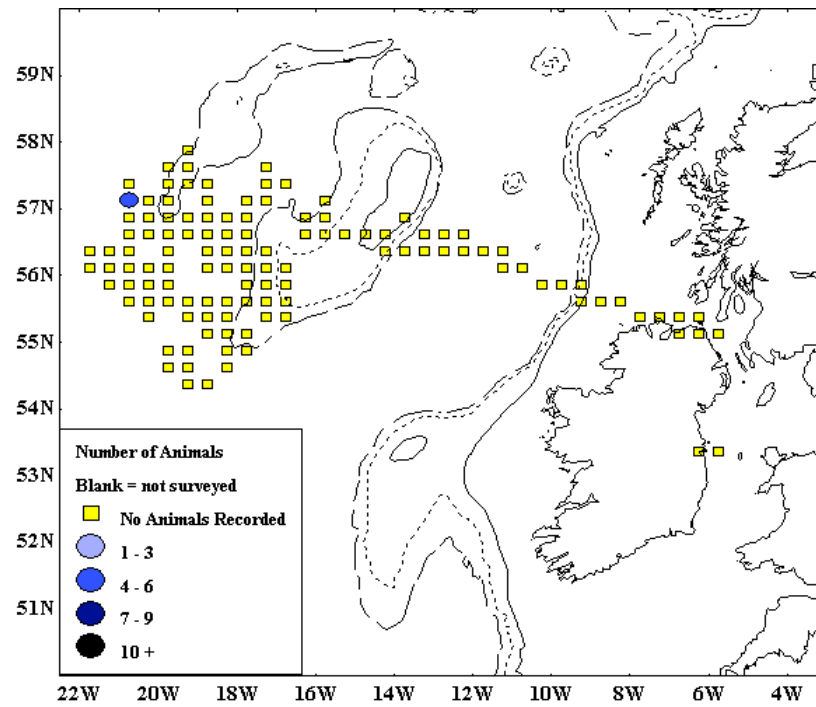 59N
58N
57N
56N
55N
54N
53N
52N
51N
Number of Animals
Blank = not surveyed
No Animals Recorded
1 - 3
4 - 6
7 - 9
10 +
22W 20W 18W 16W 14W 12W 10W 8W 6W 4W